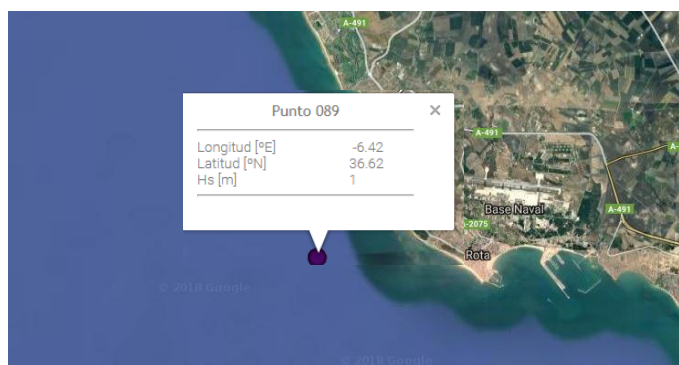 A-491
Punto 089 ×
Longitud [ºE] -6.42
Latitud [ºN] 36.62
Hs [m] 1
A-491
A-
Base Naval
A-491
A-2075
Rota
© 2018 Google
© 2018 Google